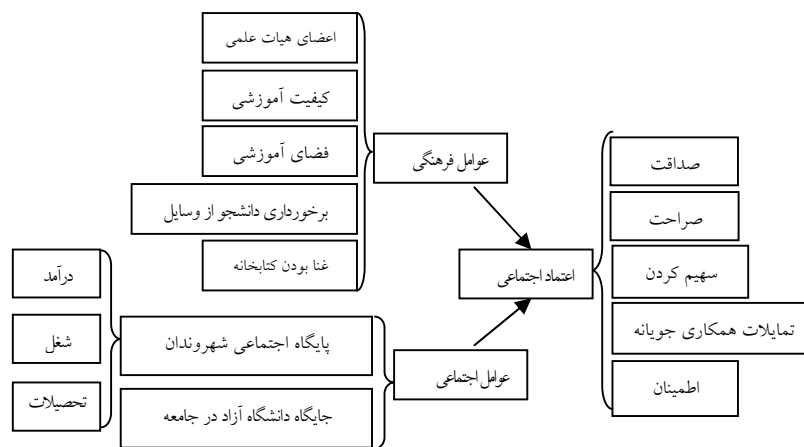 اعضای هیات علمی
کیفیت آموزشی
فضای آموزشی
برخورداری دانشجو از وسایل
غنا بودن کتابخانه
عوامل فرهنگی
صداقت
صراحت
سهیم کردن
تمایلات همکاری جویانه
اطمینان
اعتماد اجتماعی
عوامل اجتماعی
پایگاه اجتماعی شهروندان
جایگاه دانشگاه آزاد در جامعه
درآمد
شغل
تحصیلات